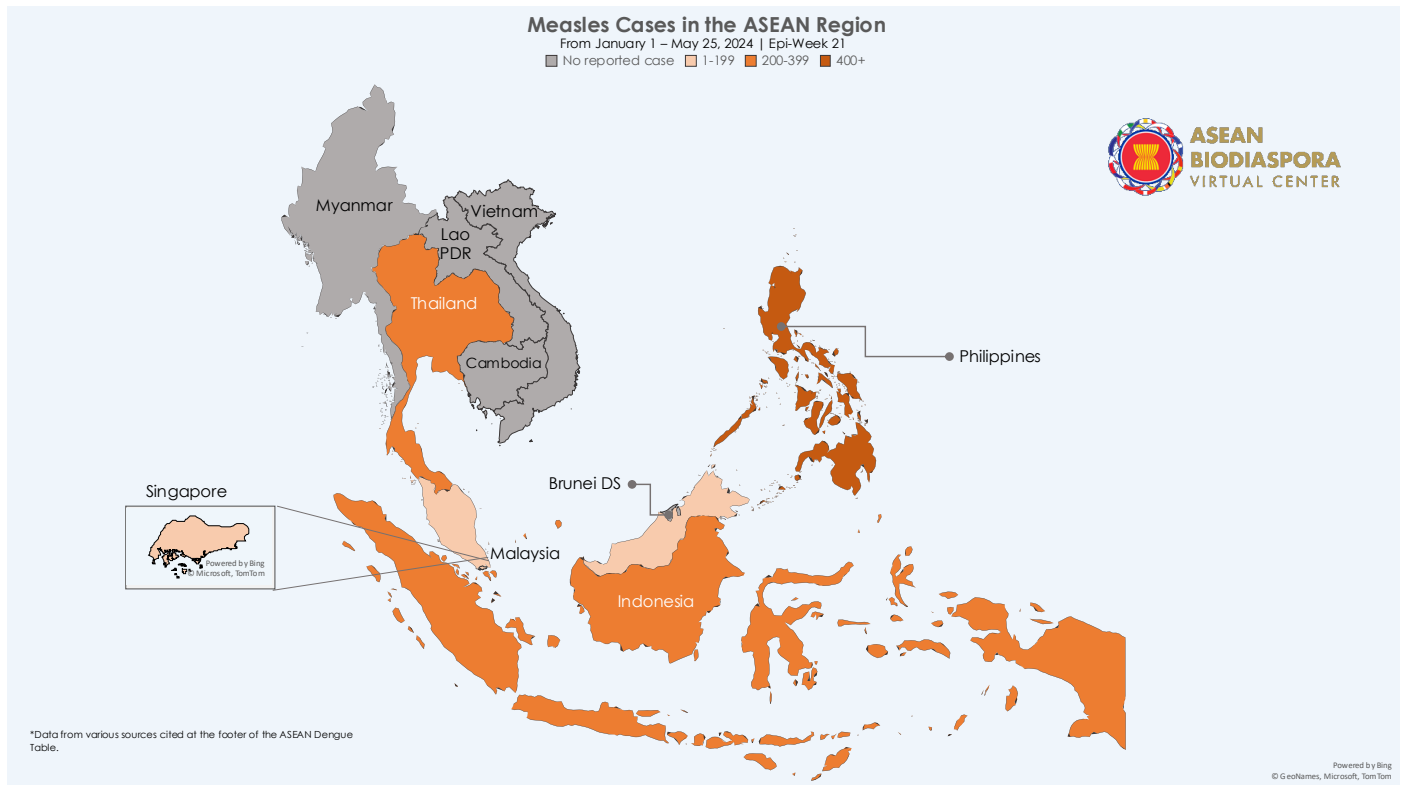 Measles Cases in the ASEAN Region
From January 1 – May 25, 2024 | Epi-Week 21
No reported case 1-199 200-399 400+
ASEAN
BIODIASPORA
VIRTUAL CENTER
Myanmar
Vietnam
Lao
PDR
Thailand
Cambodia
Philippines
Brunei DS
Singapore
Powered by Bing
© Microsoft, TomTom
Malaysia
Indonesia
*Data from various sources cited at the footer of the ASEAN Dengue
Table.
Powered by Bing
© GeoNames, Microsoft, TomTom